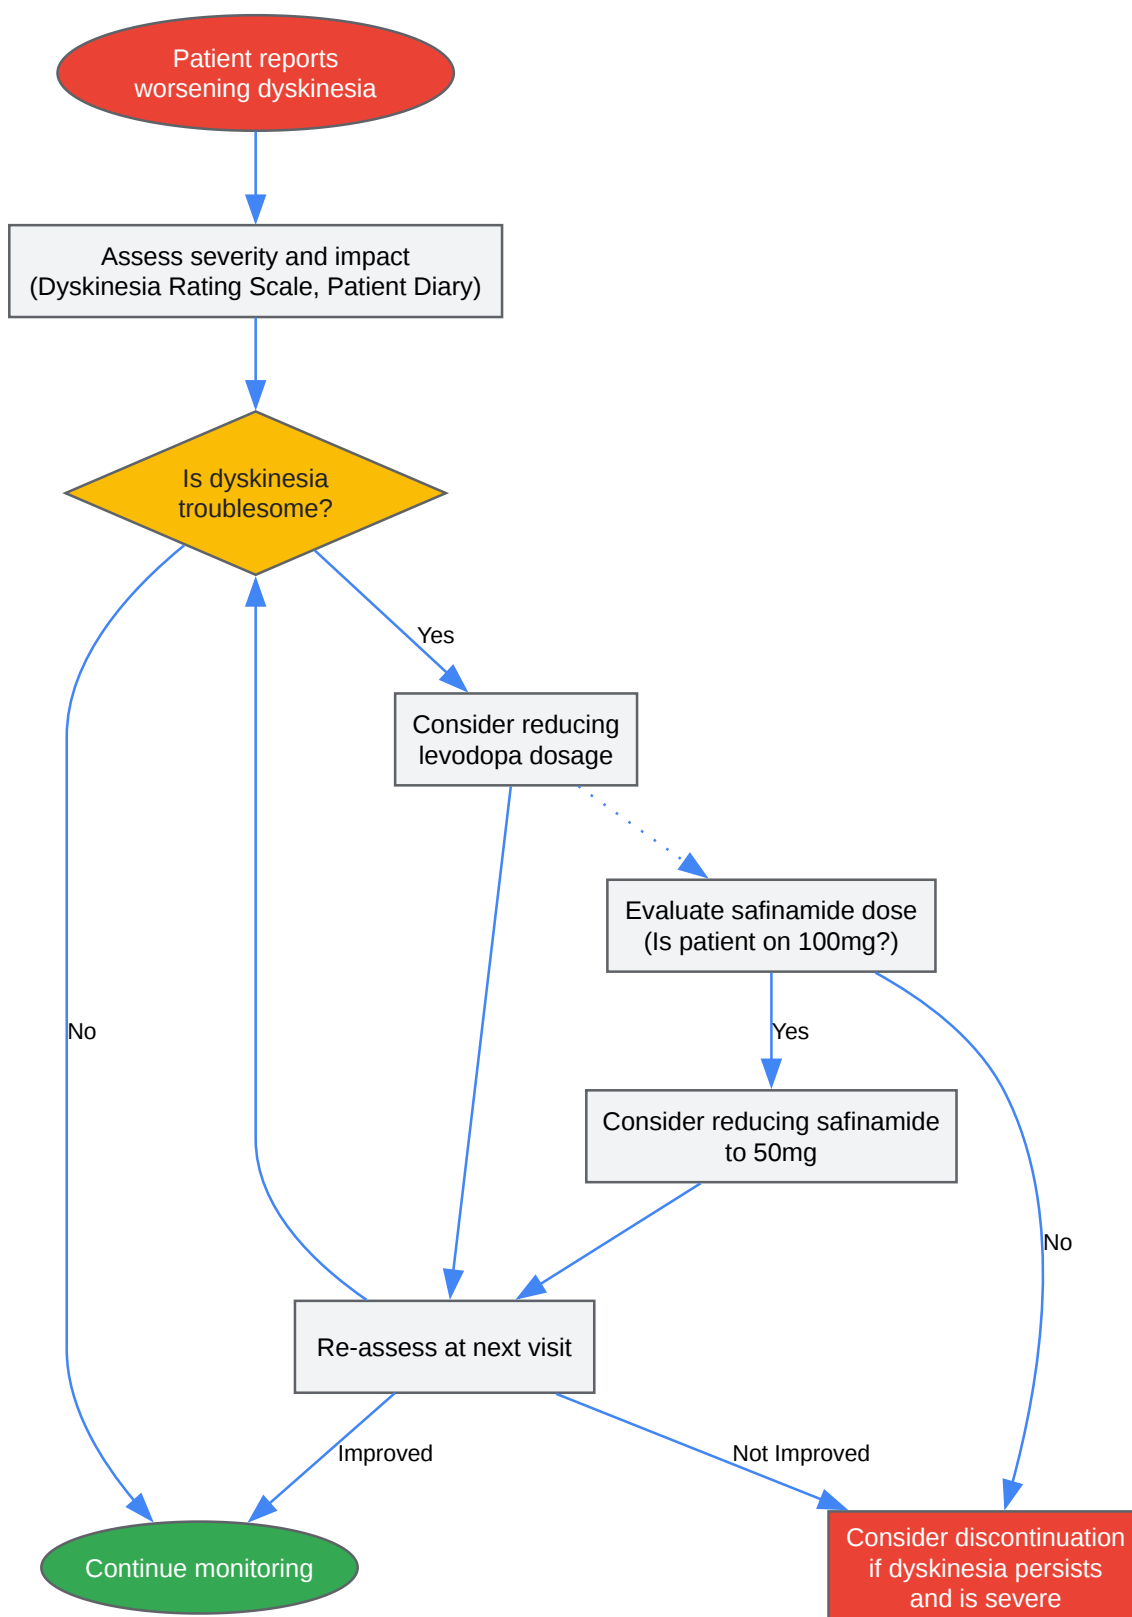 Patient reports
worsening dyskinesia
Assess severity and impact
(Dyskinesia Rating Scale, Patient Diary)
Is dyskinesia
troublesome?
Yes
Consider reducing
levodopa dosage
Evaluate safinamide dose
(Is patient on 100mg?)
No
Yes
Consider reducing safinamide
to 50mg
No
Re-assess at next visit
Improved
Not Improved
Continue monitoring
Consider discontinuation
if dyskinesia persists
and is severe